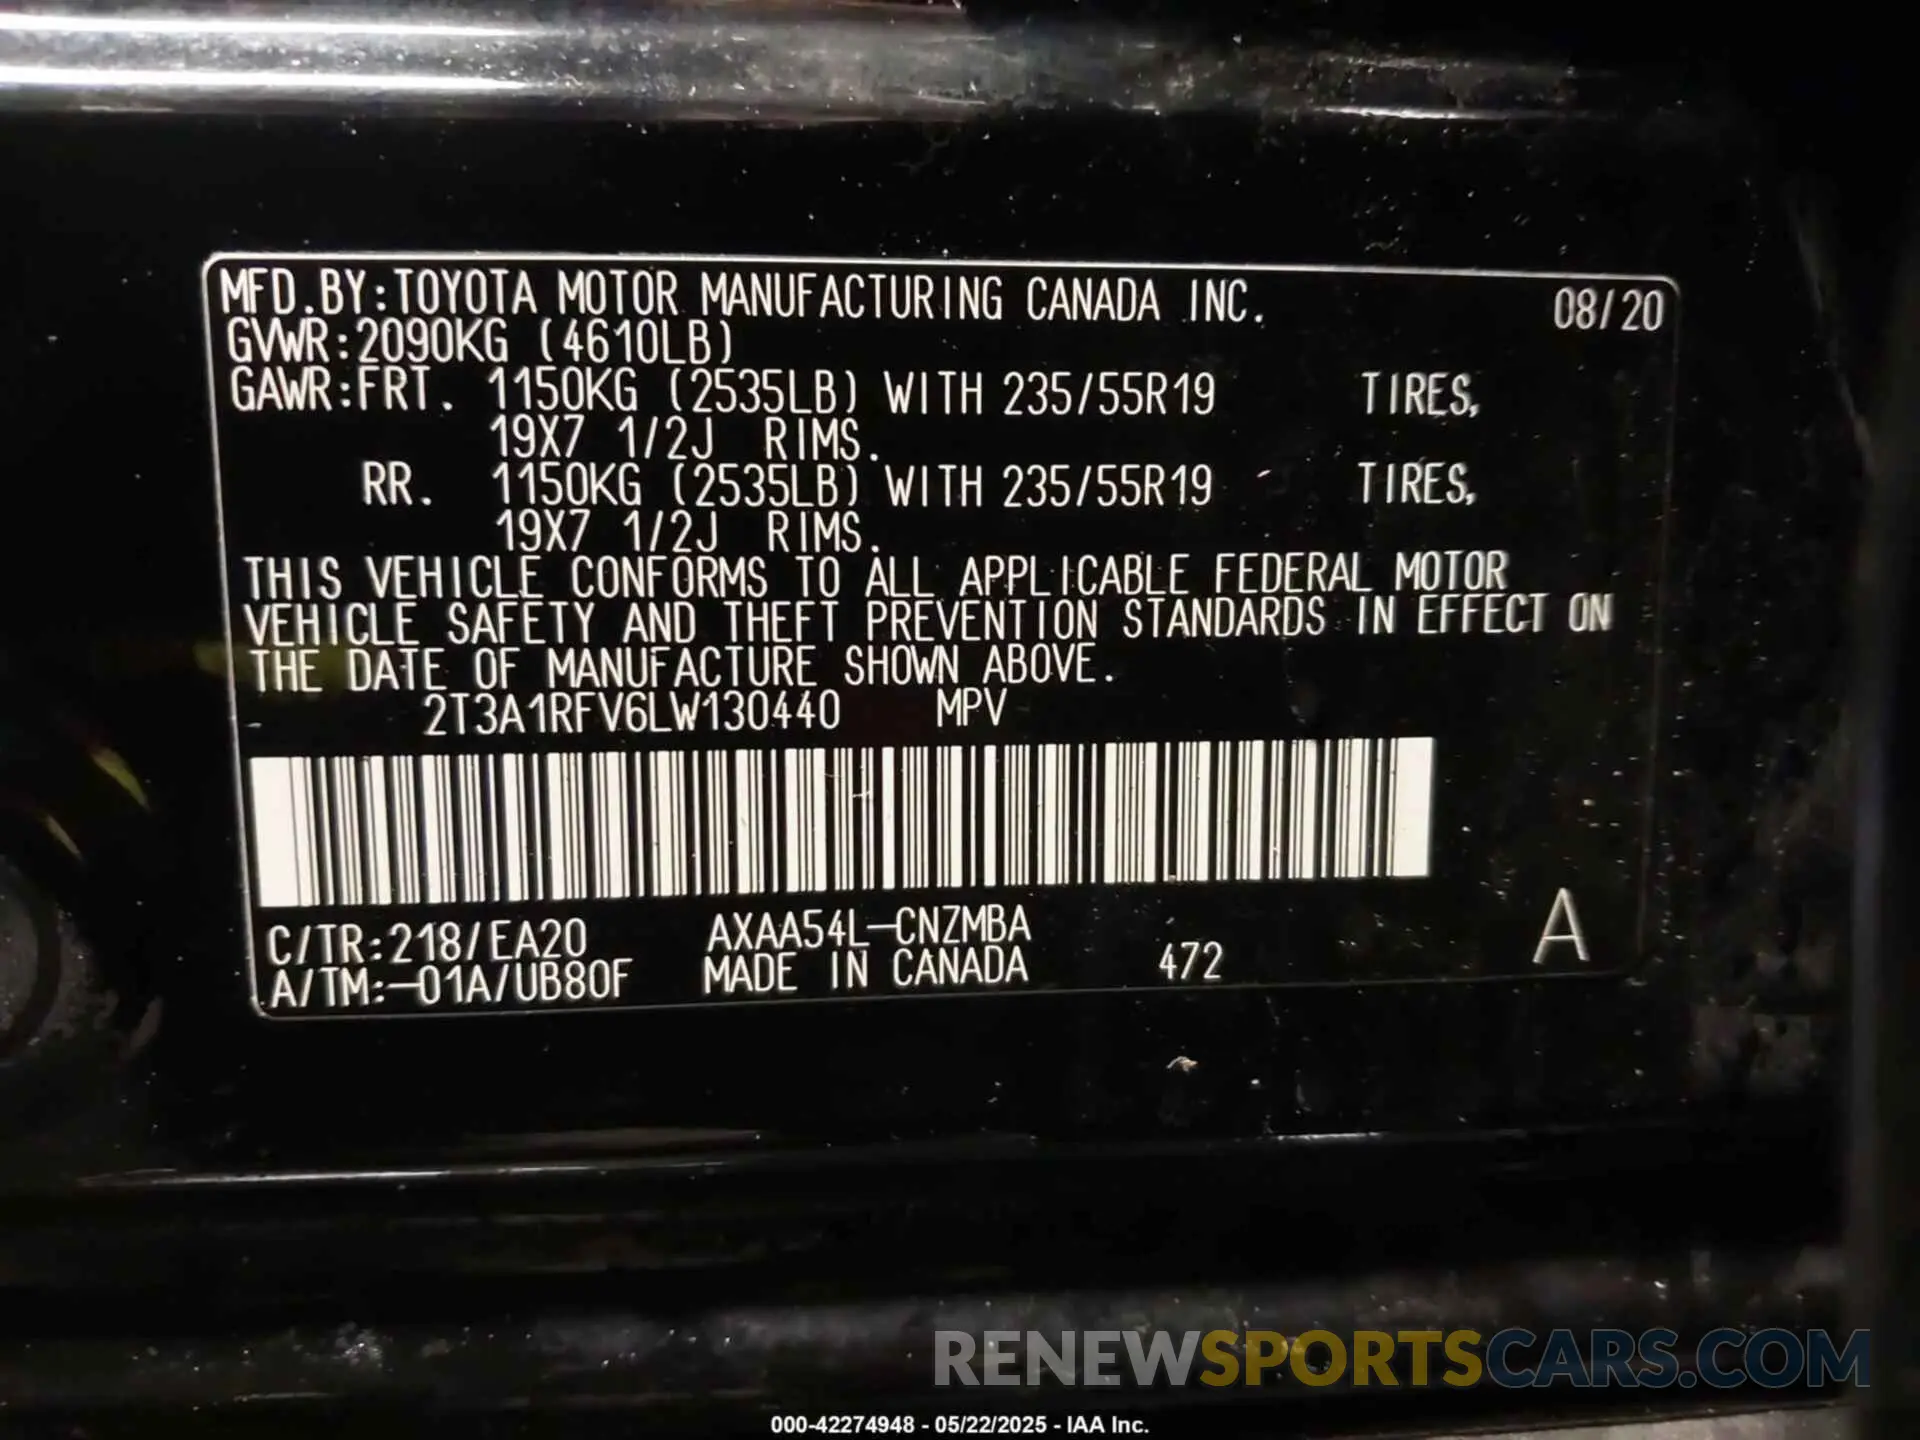 MFD.BY:TOYOTA MOTOR MANUFACTURING CANADA INC. 08/20
GVWR:2090KG (4610LB)
GAWR:FRT. 1150KG (2535LB) WITH 235/55R19 TIRES,
19X7 1/2J RIMS.
RR. 1150KG (2535LB) WITH 235/55R19 TIRES,
19X7 1/2J RIMS.
THIS VEHICLE CONFORMS TO ALL APPLICABLE FEDERAL MOTOR
VEHICLE SAFETY AND THEFT PREVENTION STANDARDS IN EFFECT ON
THE DATE OF MANUFACTURE SHOWN ABOVE.
2T3A1RFV6LW130440 MPV
C/TR:218/EA20 AXAA54L-CNZMBA
A/TM:-01A/UB80F MADE IN CANADA 472 A
RENEWSPORTSCARS.COM
000-42274948 - 05/22/2025 - IAA Inc.